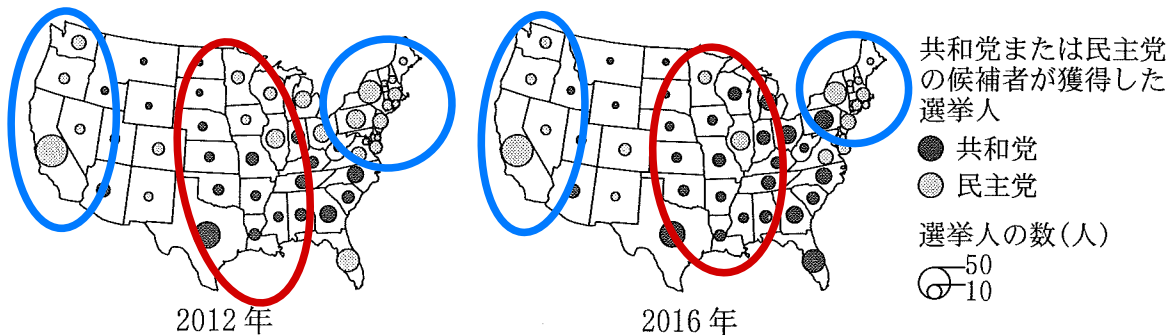 共和党または民主党
の候補者が獲得した
選挙人
共和党
民主党
選挙人の数(人)
50
10
2012年
2016年